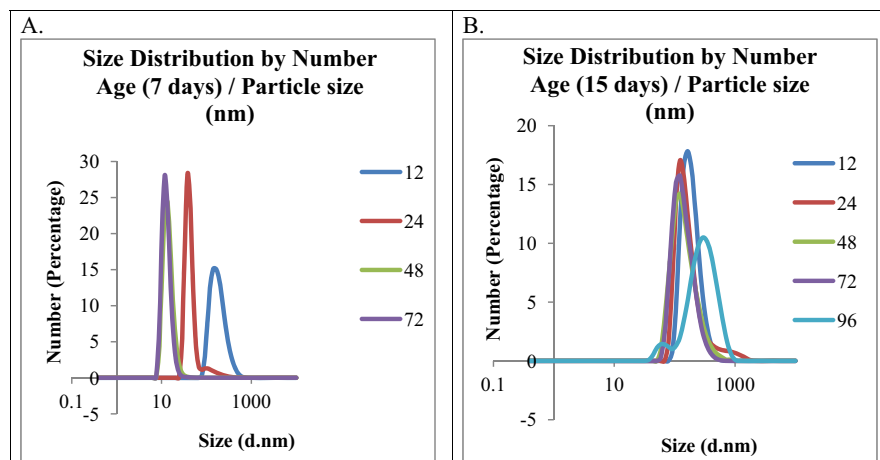 A.
Size Distribution by Number
Age (7 days) / Particle size
(nm)
Number (Percentage)
30
25
20
15
10
5
0
-5
0.1
10
1000
Size (d.nm)
12
24
48
72
B.
Size Distribution by Number
Age (15 days) / Particle size
(nm)
Number (Percentage)
20
15
10
5
0
-5
0.1
10
1000
Size (d.nm)
12
24
48
72
96